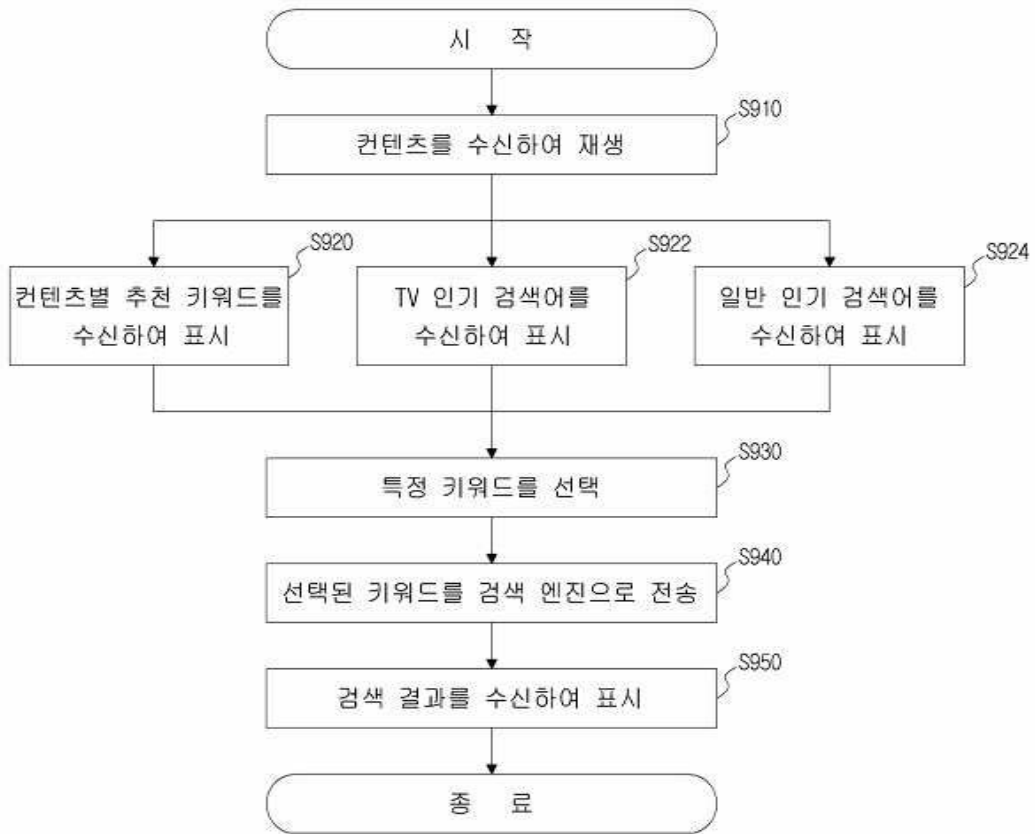 시 작
S910
컨텐츠를 수신하여 재생
S920
컨텐츠별 추천 키워드를
수신하여 표시
S922
TV 인기 검색어를
수신하여 표시
S924
일반 인기 검색어를
수신하여 표시
S930
특정 키워드를 선택
S940
선택된 키워드를 검색 엔진으로 전송
S950
검색 결과를 수신하여 표시
종 료